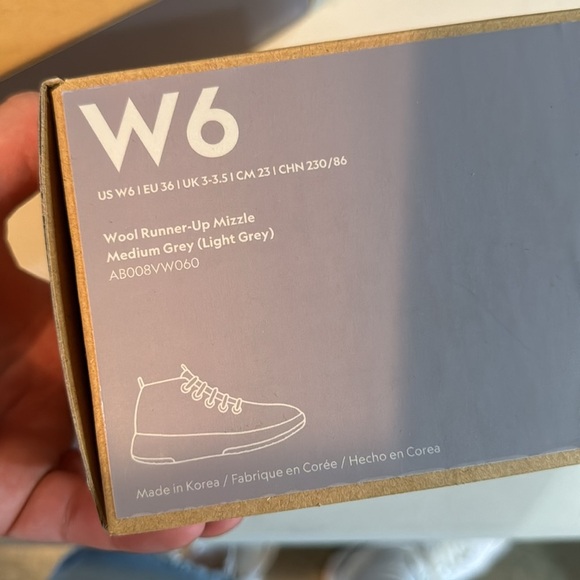 W6
US W6 | EU 36 | UK 3-3.5 | CM 23 | CHN 230/86
Wool Runner-Up Mizzle
Medium Grey (Light Grey)
AB008VW060
Made in Korea / Fabrique en Corée / Hecho en Corea